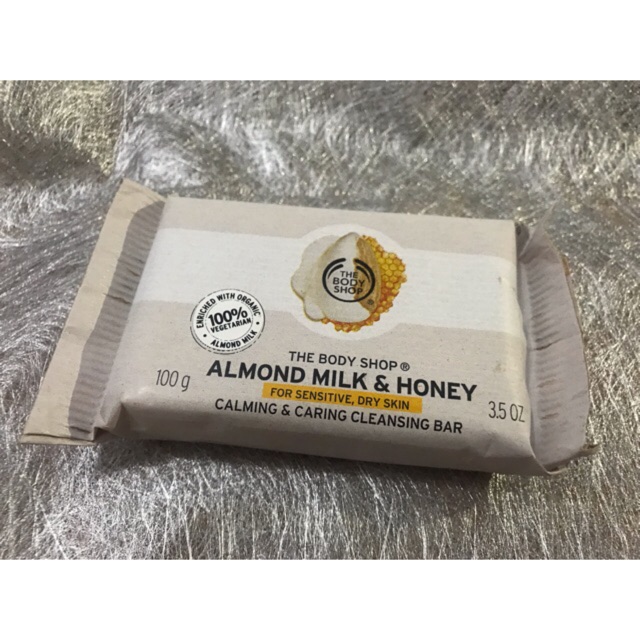 THE
BODY
SHOP®
ENRICHED WITH ORGANIC
100%
VEGETARIAN
• ALMOND MILK •
THE BODY SHOP®
ALMOND MILK & HONEY
FOR SENSITIVE, DRY SKIN
CALMING & CARING CLEANSING BAR
100 g
3.5 OZ